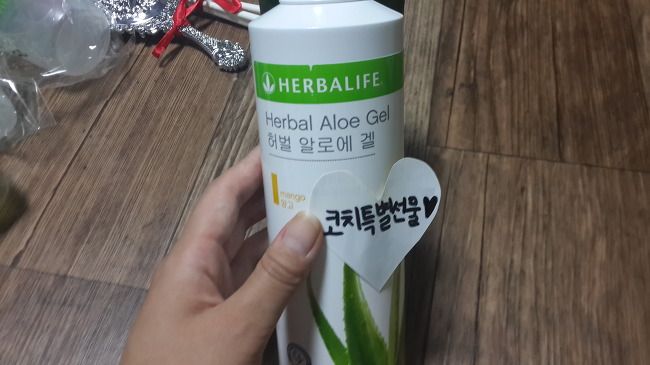 HERBALIFE
Herbal Aloe Gel
허벌 알로에 겔
mango
망고
코치특별선물♥